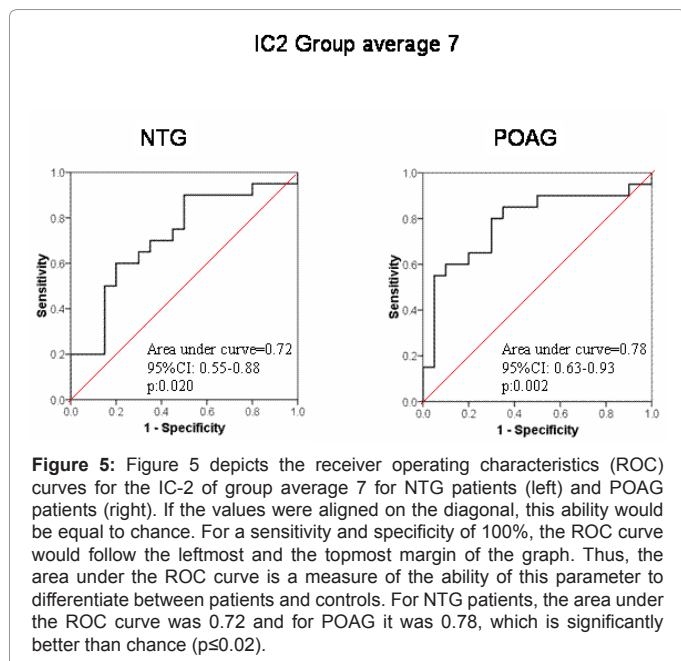 IC2 Group average 7
NTG
POAG
1.0
0.8
0.6
0.4
0.2
0.0
Sensitivity
0.0 0.2 0.4 0.6 0.8 1.0
1 - Specificity
Area under curve=0.72
95%CI: 0.55-0.88
p:0.020
1.0
0.8
0.6
0.4
0.2
0.0
Sensitivity
0.0 0.2 0.4 0.6 0.8 1.0
1 - Specificity
Area under curve=0.78
95%CI: 0.63-0.93
p:0.002
Figure 5: Figure 5 depicts the receiver operating characteristics (ROC)
curves for the IC-2 of group average 7 for NTG patients (left) and POAG
patients (right). If the values were aligned on the diagonal, this ability would
be equal to chance. For a sensitivity and specificity of 100%, the ROC curve
would follow the leftmost and the topmost margin of the graph. Thus, the
area under the ROC curve is a measure of the ability of this parameter to
differentiate between patients and controls. For NTG patients, the area under
the ROC curve was 0.72 and for POAG it was 0.78, which is significantly
better than chance (p≤0.02).